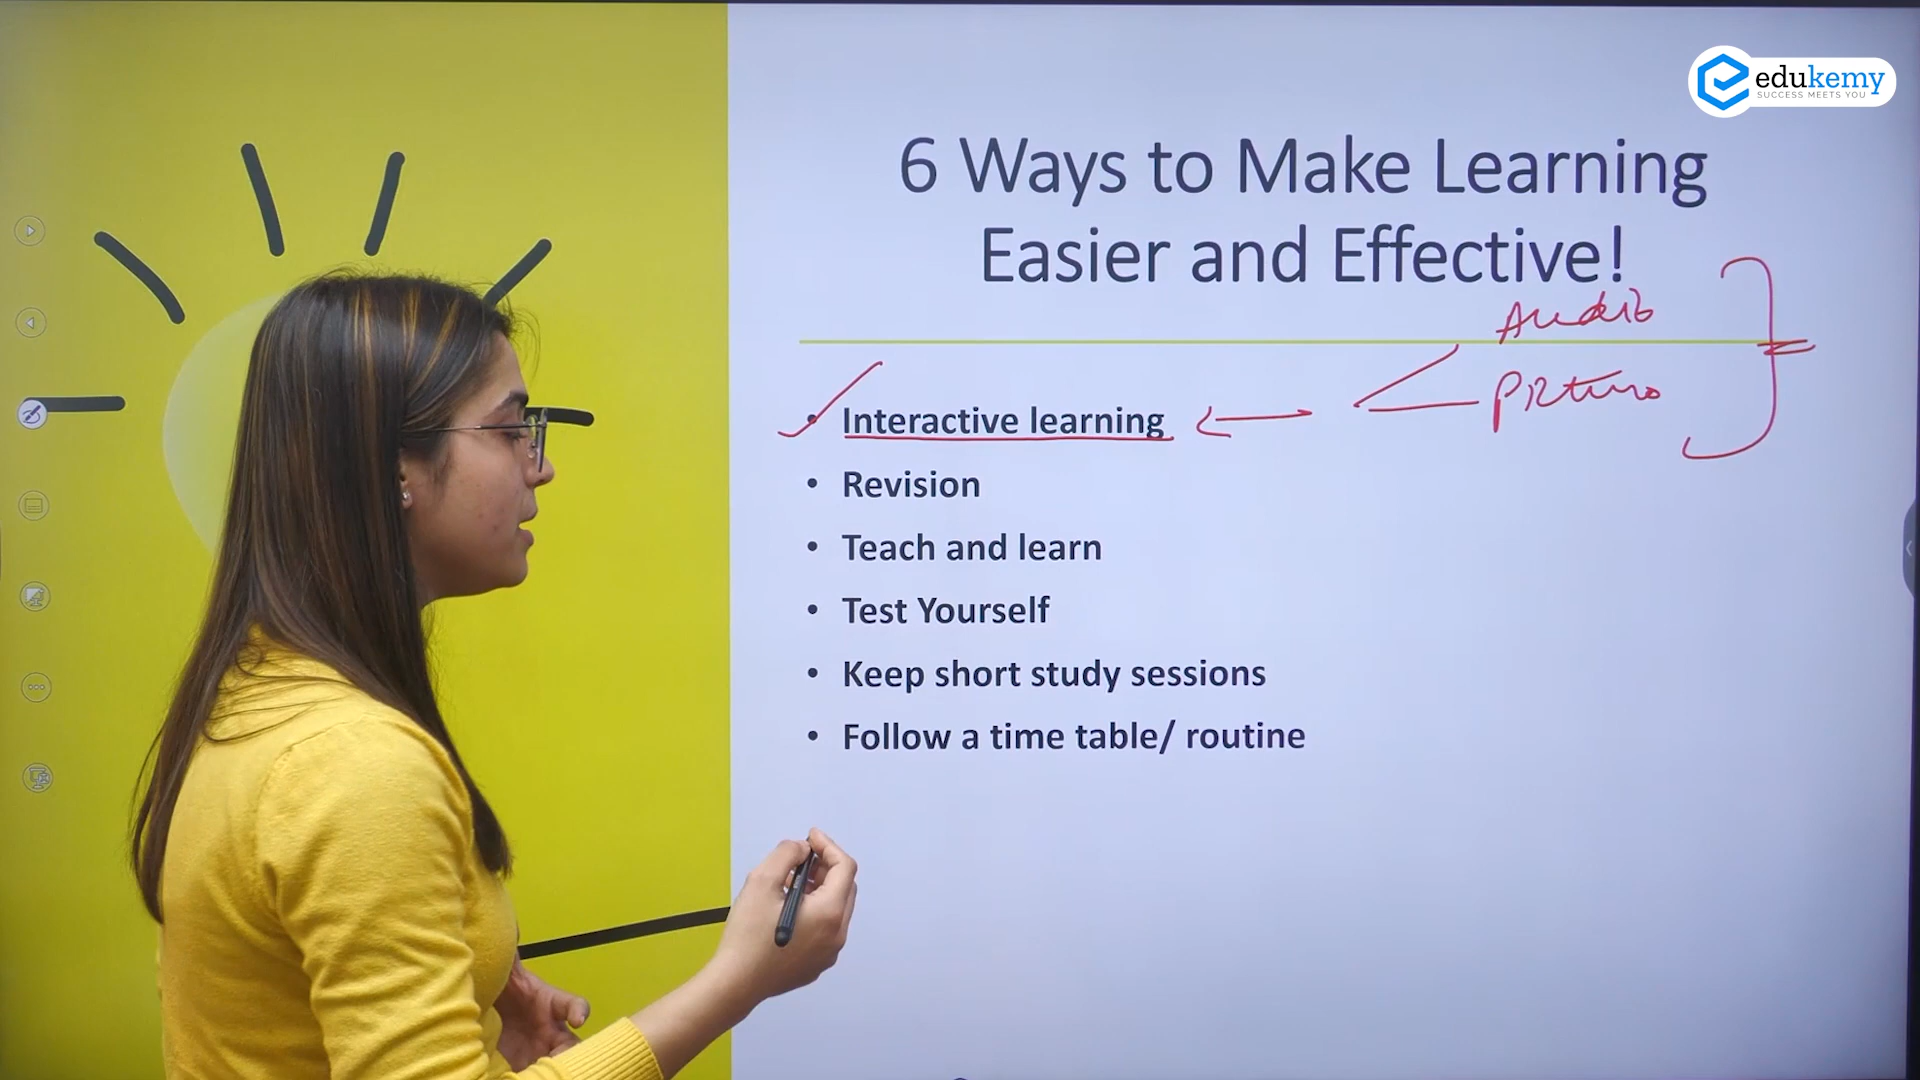 edukemy
SUCCESS MEETS YOU
6 Ways to Make Learning
Easier and Effective!
Audio
• Interactive learning
• Revision
• Teach and learn
• Test Yourself
• Keep short study sessions
• Follow a time table/ routine